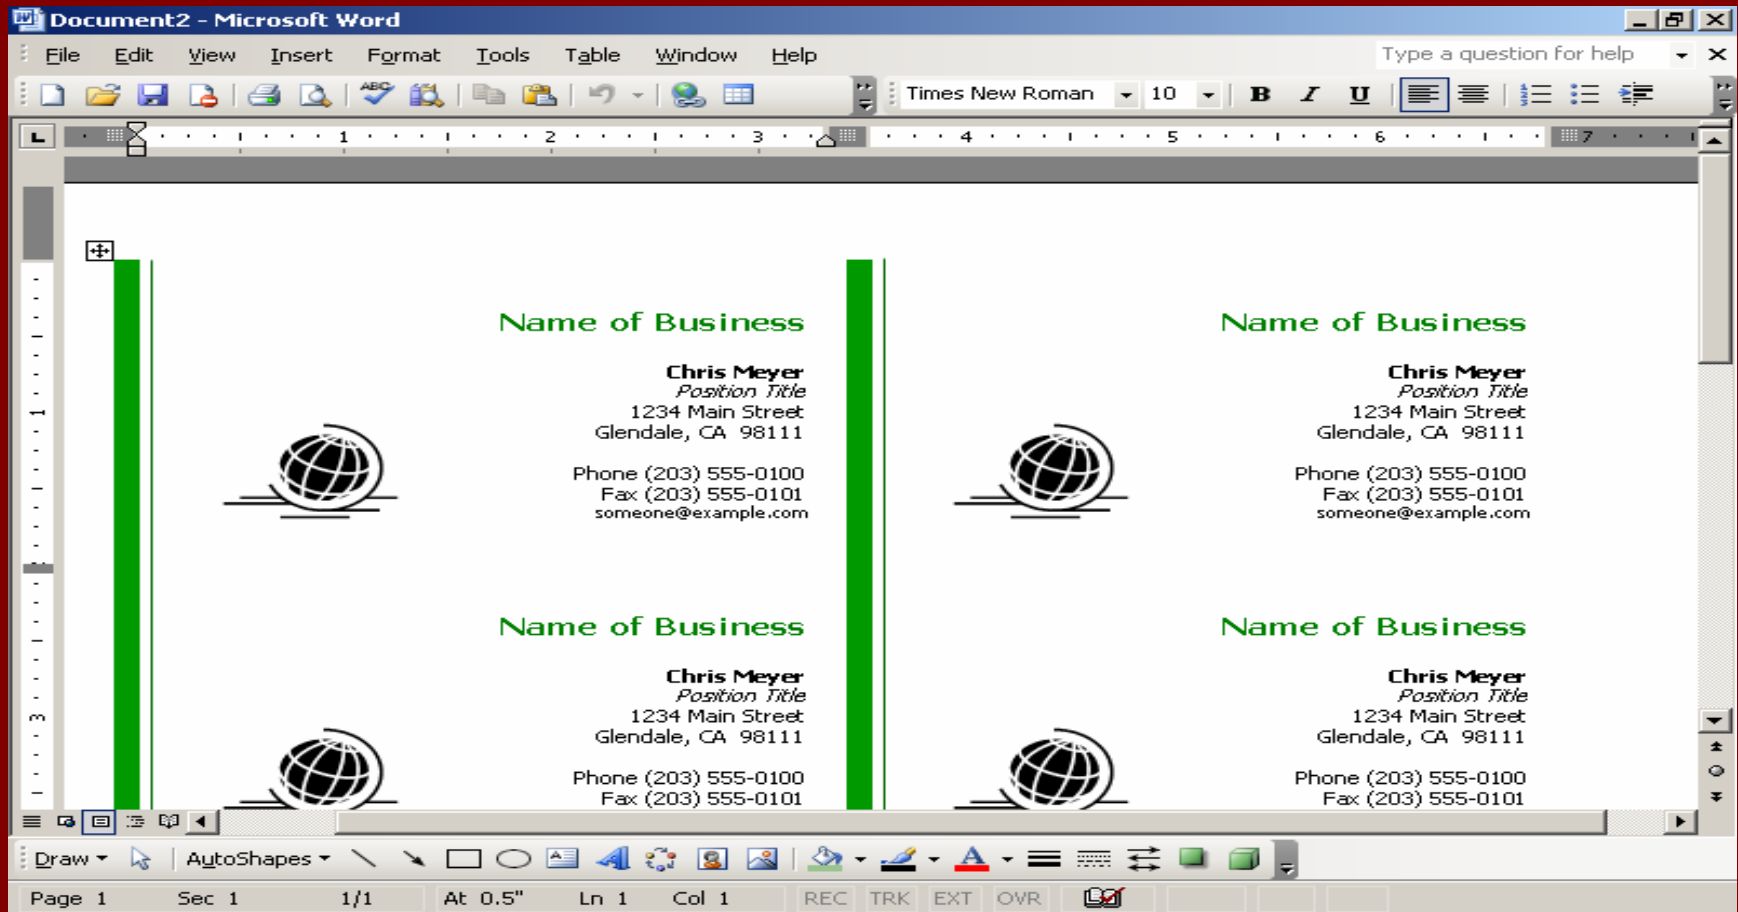 Document2 - Microsoft Word
File Edit View Insert Format Tools Table Window Help Type a question for help
ABC Times New Roman 10 B I U
L 1 2 3 4 5 6 7
Name of Business Name of Business
Chris Meyer Chris Meyer
Position Title Position Title
1 1234 Main Street 1234 Main Street
Glendale, CA 98111 Glendale, CA 98111
Phone (203) 555-0100 Phone (203) 555-0100
Fax (203) 555-0101 Fax (203) 555-0101
someone@example.com someone@example.com
Name of Business Name of Business
Chris Meyer Chris Meyer
Position Title Position Title
3 1234 Main Street 1234 Main Street
Glendale, CA 98111 Glendale, CA 98111
Phone (203) 555-0100 Phone (203) 555-0100
Fax (203) 555-0101 Fax (203) 555-0101
Draw AutoShapes A
Page 1 Sec 1 1/1 At 0.5" Ln 1 Col 1 REC TRK EXT OVR